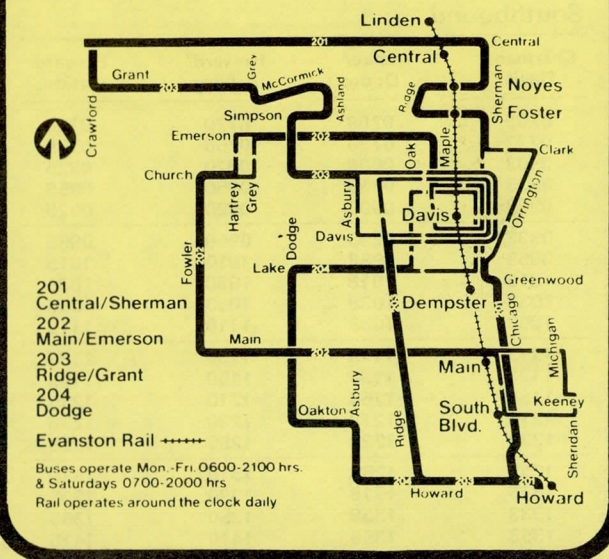 Linden
201
Central
Central
Grant
Grey
McCormick
203
Ashland
Ridge
Sherman
Noyes
Crawford
Simpson
Foster
Emerson
202
Oak
Maple
Clark
Church
203
Hartrey
Grey
Asbury
Orrington
Davis
Davis
Dodge
Lake
204
Fowler
202
Greenwood
201
Central/Sherman
202
Main/Emerson
203
Ridge/Grant
204
Dodge
203
Dempster
201
Chicago
Michigan
Main
202
Main
Asbury
Keeney
Oakton
Ridge
South
Blvd.
Sheridan
Evanston Rail
204
203
201
Howard
Howard
Buses operate Mon.-Fri. 0600-2100 hrs.
& Saturdays 0700-2000 hrs
Rail operates around the clock daily